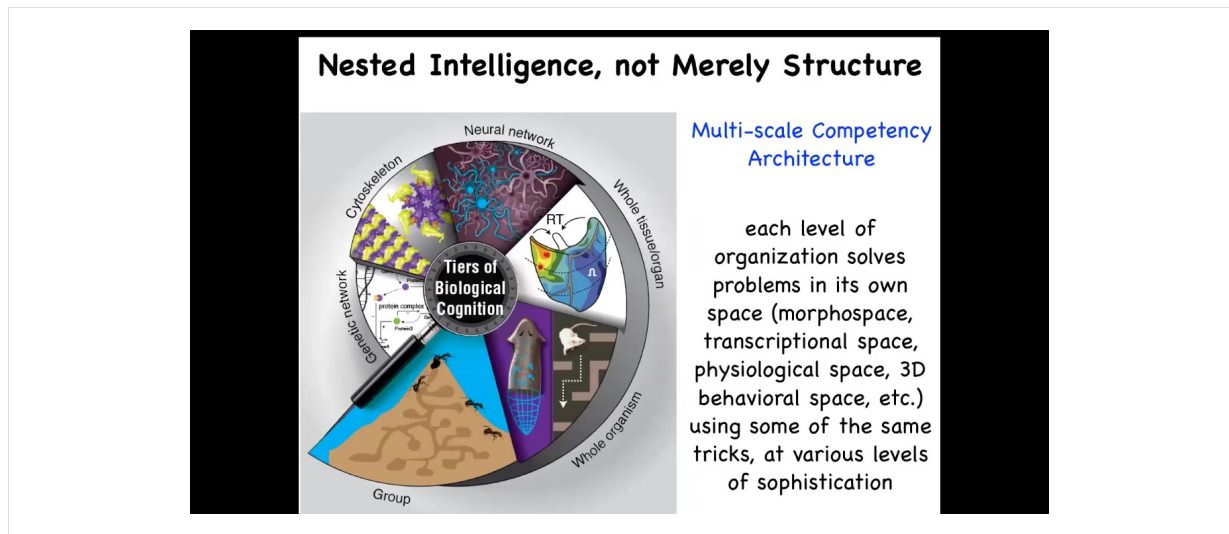 Nested Intelligence, not Merely Structure
Neural network
Cytoskeleton
Whole tissue/organ
RT
Tiers of
Biological
Cognition
Genetic network
protein complex
Protein3
Whole organism
Group
Multi-scale Competency
Architecture
each level of
organization solves
problems in its own
space (morphospace,
transcriptional space,
physiological space, 3D
behavioral space, etc.)
using some of the same
tricks, at various levels
of sophistication